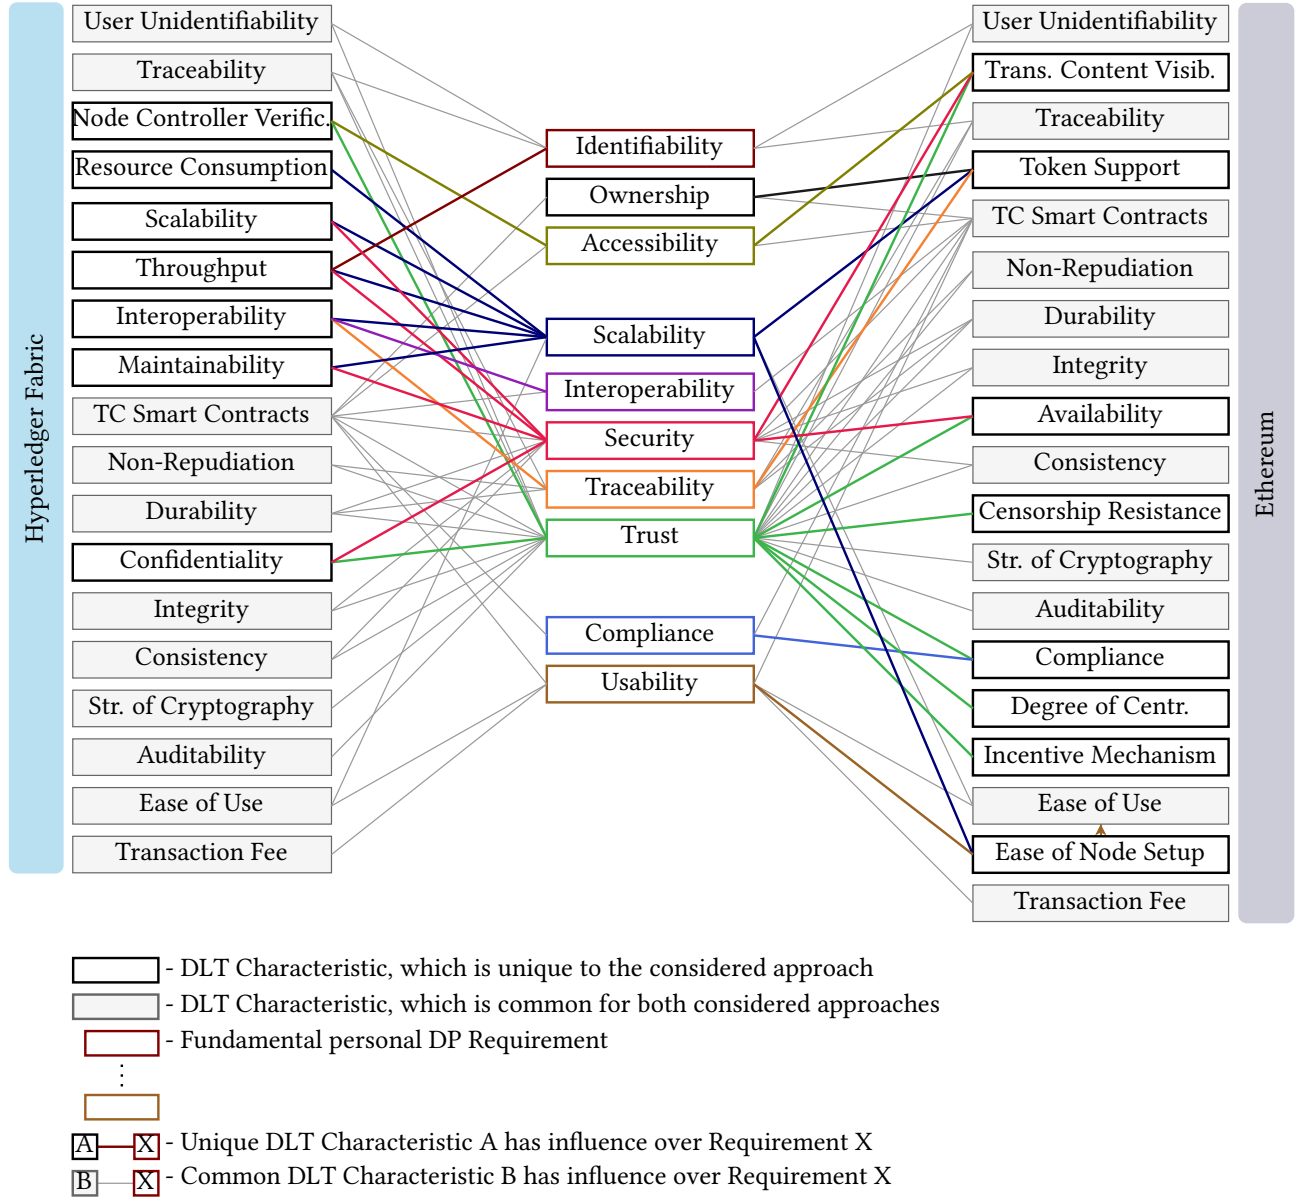 Hyperledger Fabric
User Unidentifiability
Traceability
Node Controller Verific.
Resource Consumption
Scalability
Throughput
Interoperability
Maintainability
TC Smart Contracts
Non-Repudiation
Durability
Confidentiality
Integrity
Consistency
Str. of Cryptography
Auditability
Ease of Use
Transaction Fee
Identifiability
Ownership
Accessibility
Scalability
Interoperability
Security
Traceability
Trust
Compliance
Usability
User Unidentifiability
Trans. Content Visib.
Traceability
Token Support
TC Smart Contracts
Non-Repudiation
Durability
Integrity
Availability
Consistency
Censorship Resistance
Str. of Cryptography
Auditability
Compliance
Degree of Centr.
Incentive Mechanism
Ease of Use
Ease of Node Setup
Transaction Fee
Ethereum
- DLT Characteristic, which is unique to the considered approach
- DLT Characteristic, which is common for both considered approaches
- Fundamental personal DP Requirement
A X - Unique DLT Characteristic A has influence over Requirement X
B X - Common DLT Characteristic B has influence over Requirement X